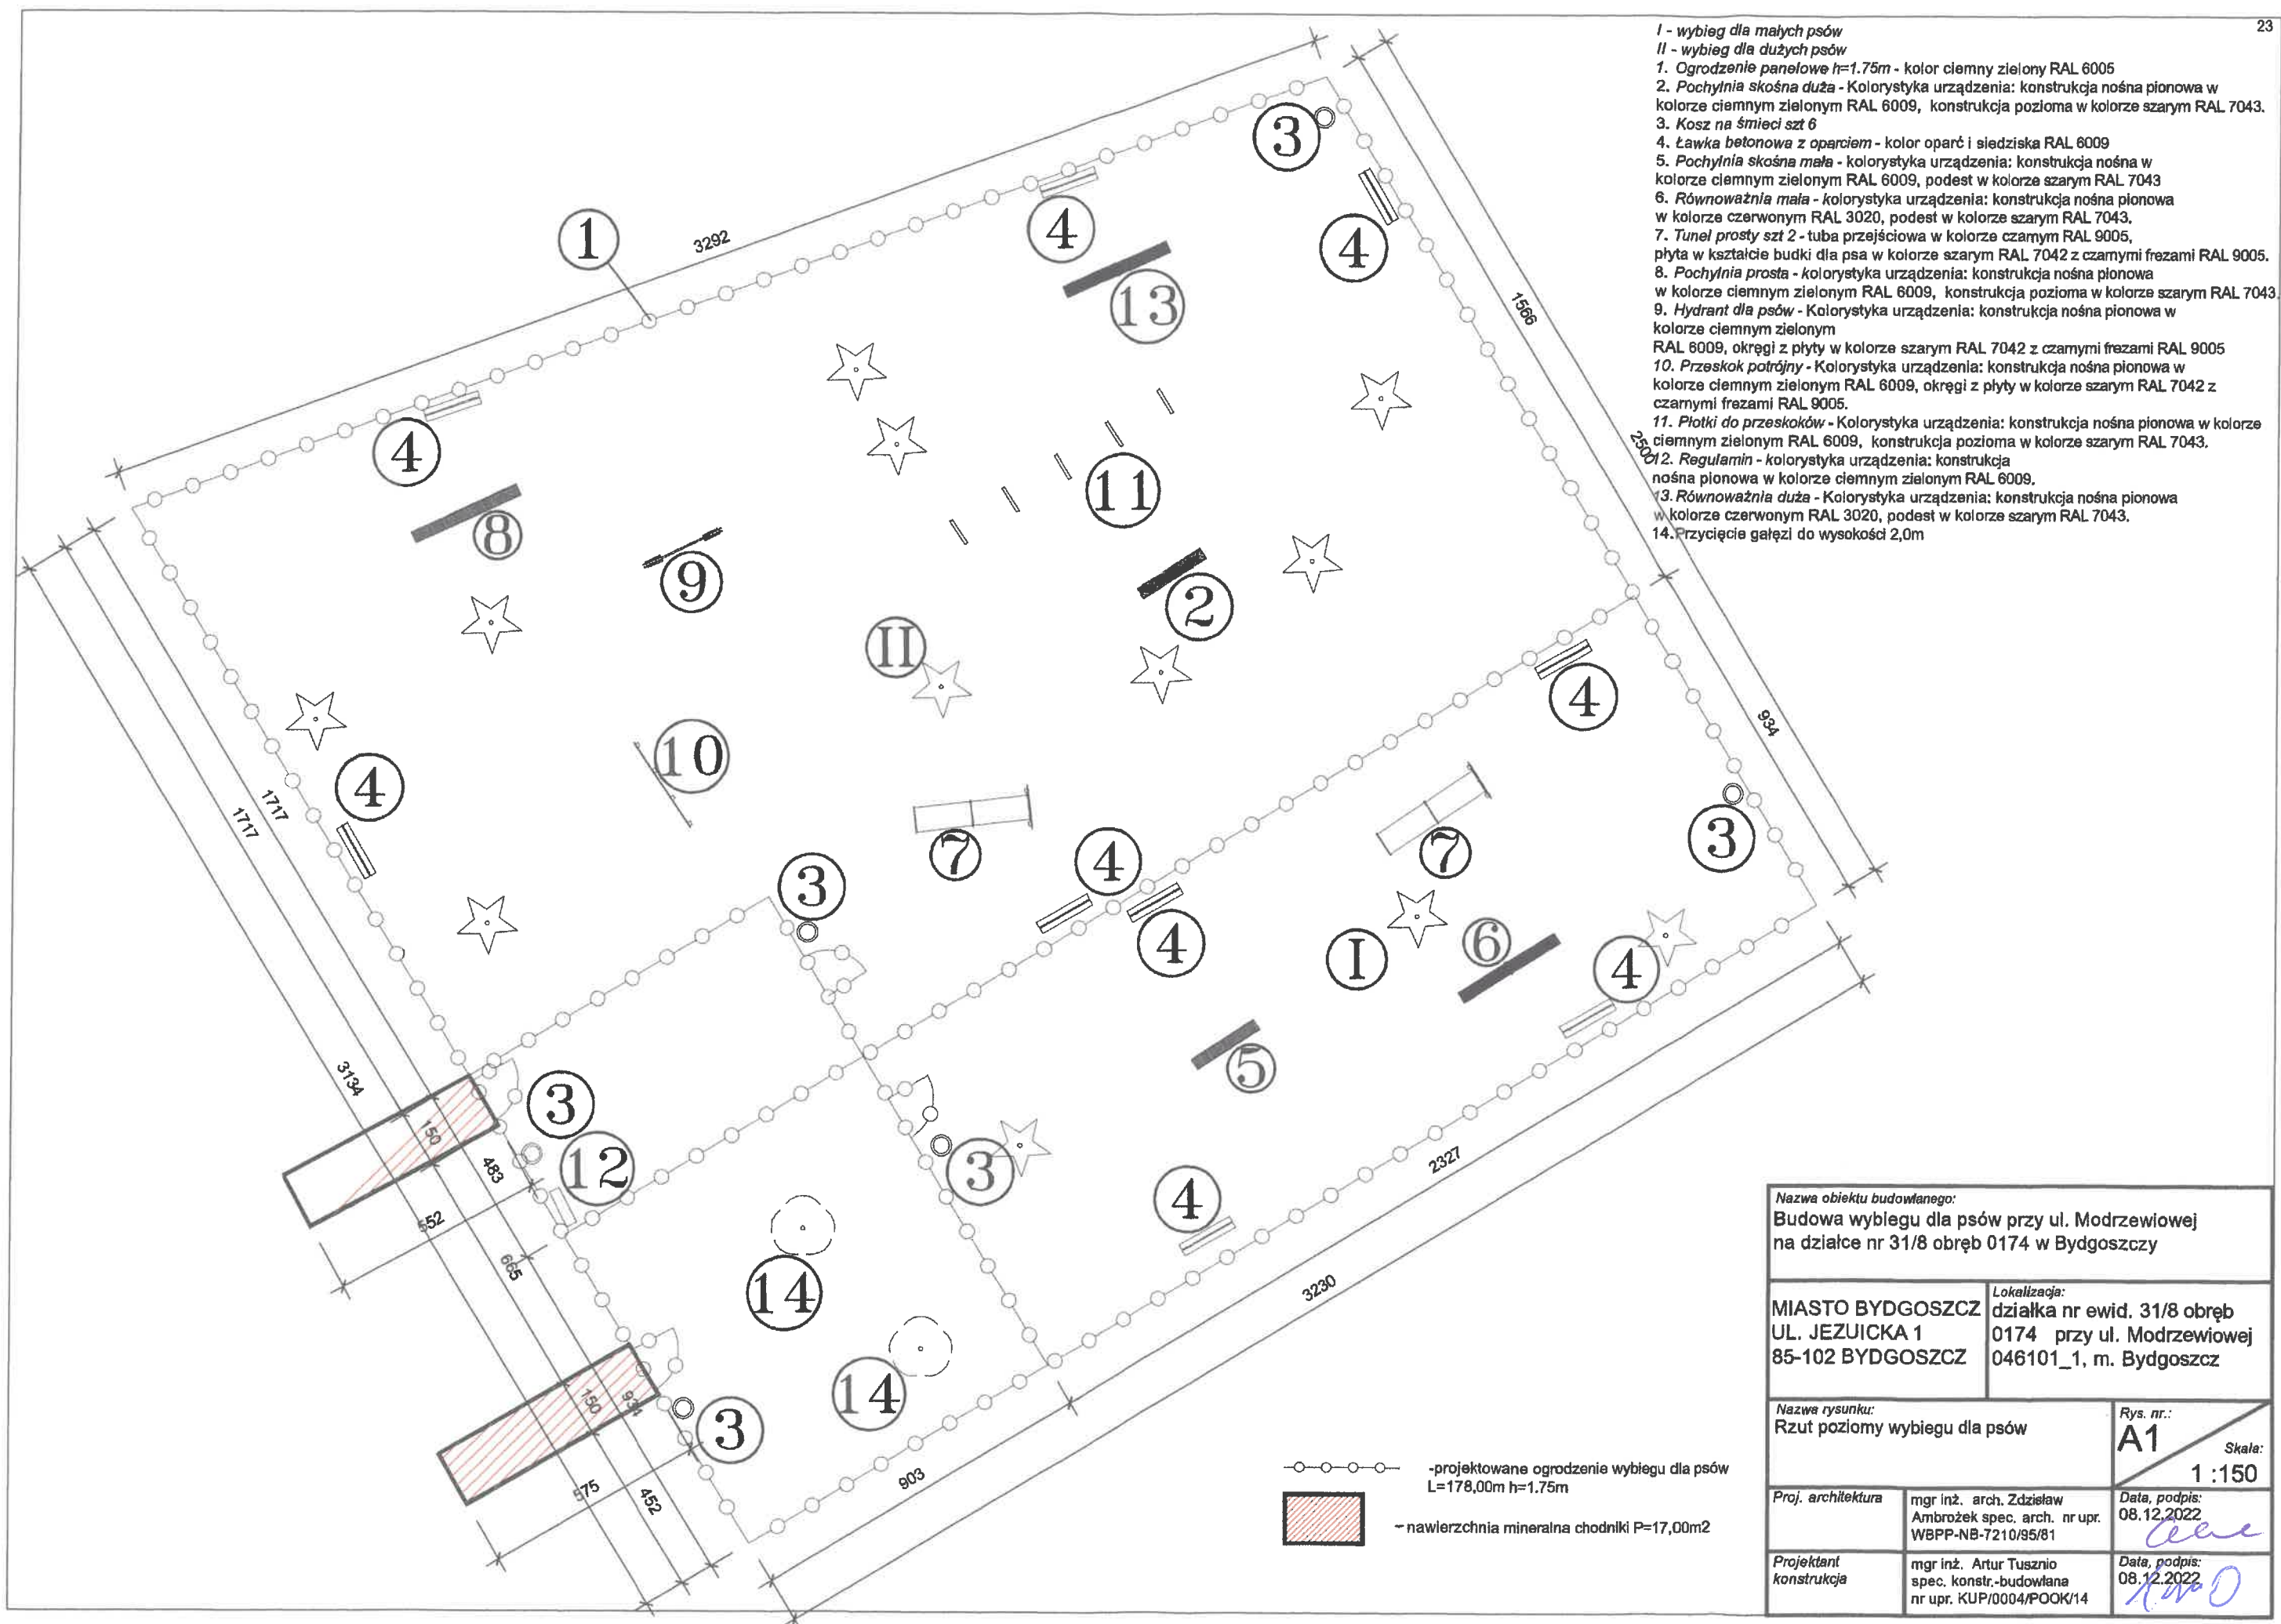 23
I - wybieg dla małych psów
II - wybieg dla dużych psów
1. Ogrodzenie panelowe h=1.75m - kolor ciemny zielony RAL 6005
2. Pochylnia skośna duża - Kolorystyka urządzenia: konstrukcja nośna pionowa w
kolorze ciemnym zielonym RAL 6009, konstrukcja pozioma w kolorze szarym RAL 7043.
3. Kosz na śmieci szt 6
4. Ławka betonowa z oparciem - kolor oparć i siedziska RAL 6009
5. Pochylnia skośna mała - kolorystyka urządzenia: konstrukcja nośna w
kolorze ciemnym zielonym RAL 6009, podest w kolorze szarym RAL 7043
6. Równoważnia mała - kolorystyka urządzenia: konstrukcja nośna pionowa
w kolorze czerwonym RAL 3020, podest w kolorze szarym RAL 7043.
7. Tunel prosty szt 2 - tuba przejściowa w kolorze czarnym RAL 9005,
płyta w kształcie budki dla psa w kolorze szarym RAL 7042 z czarnymi frezami RAL 9005.
8. Pochylnia prosta - kolorystyka urządzenia: konstrukcja nośna pionowa
w kolorze ciemnym zielonym RAL 6009, konstrukcja pozioma w kolorze szarym RAL 7043.
9. Hydrant dla psów - Kolorystyka urządzenia: konstrukcja nośna pionowa w
kolorze ciemnym zielonym
RAL 6009, okręgi z płyty w kolorze szarym RAL 7042 z czarnymi frezami RAL 9005
10. Przeskok potrójny - Kolorystyka urządzenia: konstrukcja nośna pionowa w
kolorze ciemnym zielonym RAL 6009, okręgi z płyty w kolorze szarym RAL 7042 z
czarnymi frezami RAL 9005.
11. Płotki do przeskoków - Kolorystyka urządzenia: konstrukcja nośna pionowa w kolorze
ciemnym zielonym RAL 6009, konstrukcja pozioma w kolorze szarym RAL 7043.
12. Regulamin - kolorystyka urządzenia: konstrukcja
nośna pionowa w kolorze ciemnym zielonym RAL 6009.
13. Równoważnia duża - Kolorystyka urządzenia: konstrukcja nośna pionowa
w kolorze czerwonym RAL 3020, podest w kolorze szarym RAL 7043.
14. Przycięcie gałęzi do wysokości 2,0m
3
4
1
3292
4
13
1566
4
11
2500
8
9
2
II
4
934
10
4
1717
1717
7
7
3
3
4
4
I
6
4
5
3134
3
150
12
483
3
4
2327
552
665
14
3230
14
150
934
3
903
575
452
-projektowane ogrodzenie wybiegu dla psów
L=178,00m h=1.75m
- nawierzchnia mineralna chodniki P=17,00m2
Nazwa obiektu budowlanego:
Budowa wybiegu dla psów przy ul. Modrzewiowej
na działce nr 31/8 obręb 0174 w Bydgoszczy
MIASTO BYDGOSZCZ
UL. JEZUICKA 1
85-102 BYDGOSZCZ
Lokalizacja:
działka nr ewid. 31/8 obręb
0174 przy ul. Modrzewiowej
046101_1, m. Bydgoszcz
Nazwa rysunku:
Rzut poziomy wybiegu dla psów
Rys. nr.:
A1
Skala:
1 :150
Proj. architektura
mgr inż. arch. Zdzisław
Ambrożek spec. arch. nr upr.
WBPP-NB-7210/95/81
Data, podpis:
08.12.2022
Projektant
konstrukcja
mgr inż. Artur Tusznio
spec. konstr.-budowlana
nr upr. KUP/0004/POOK/14
Data, podpis:
08.12.2022